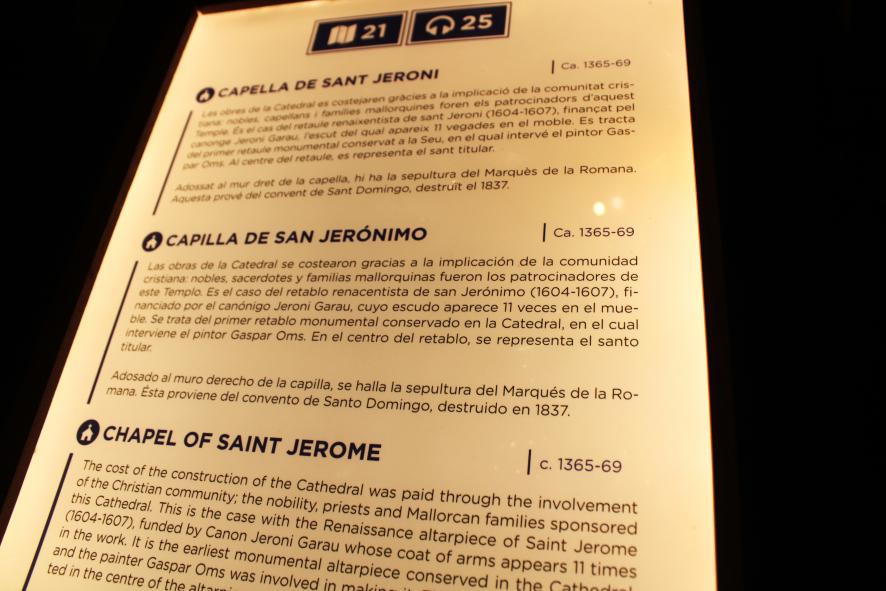 21 25
CAPELLA DE SANT JERONI
Ca. 1365-69
Les obres de la Catedral es costejaren gràcies a la implicació de la comunitat cris-
tiana: nobles, capellans i famílies mallorquines foren els patrocinadors d'aquest
Temple. És el cas del retaule renaixentista de sant Jeroni (1604-1607), finançat pel
canonge Jeroni Garau, l'escut del qual apareix 11 vegades en el moble. Es tracta
del primer retaule monumental conservat a la Seu, en el qual intervé el pintor Gas-
par Oms. Al centre del retaule, es representa el sant titular.
Adossat al mur dret de la capella, hi ha la sepultura del Marquès de la Romana.
Aquesta prové del convent de Sant Domingo, destruït el 1837.
CAPILLA DE SAN JERÓNIMO
Ca. 1365-69
Las obras de la Catedral se costearon gracias a la implicación de la comunidad
cristiana: nobles, sacerdotes y familias mallorquinas fueron los patrocinadores de
este Templo. Es el caso del retablo renacentista de san Jerónimo (1604-1607), fi-
nanciado por el canónigo Jeroni Garau, cuyo escudo aparece 11 veces en el mue-
ble. Se trata del primer retablo monumental conservado en la Catedral, en el cual
interviene el pintor Gaspar Oms. En el centro del retablo, se representa el santo
titular.
Adosado al muro derecho de la capilla, se halla la sepultura del Marqués de la Ro-
mana. Ésta proviene del convento de Santo Domingo, destruido en 1837.
CHAPEL OF SAINT JEROME
c. 1365-69
The cost of the construction of the Cathedral was paid through the involvement
of the Christian community; the nobility, priests and Mallorcan families sponsored
this Cathedral. This is the case with the Renaissance altarpiece of Saint Jerome
(1604-1607), funded by Canon Jeroni Garau whose coat of arms appears 11 times
in the work. It is the earliest monumental altarpiece conserved in the Cathedral,
and the painter Gaspar Oms was involved in making
ted in the centre of the